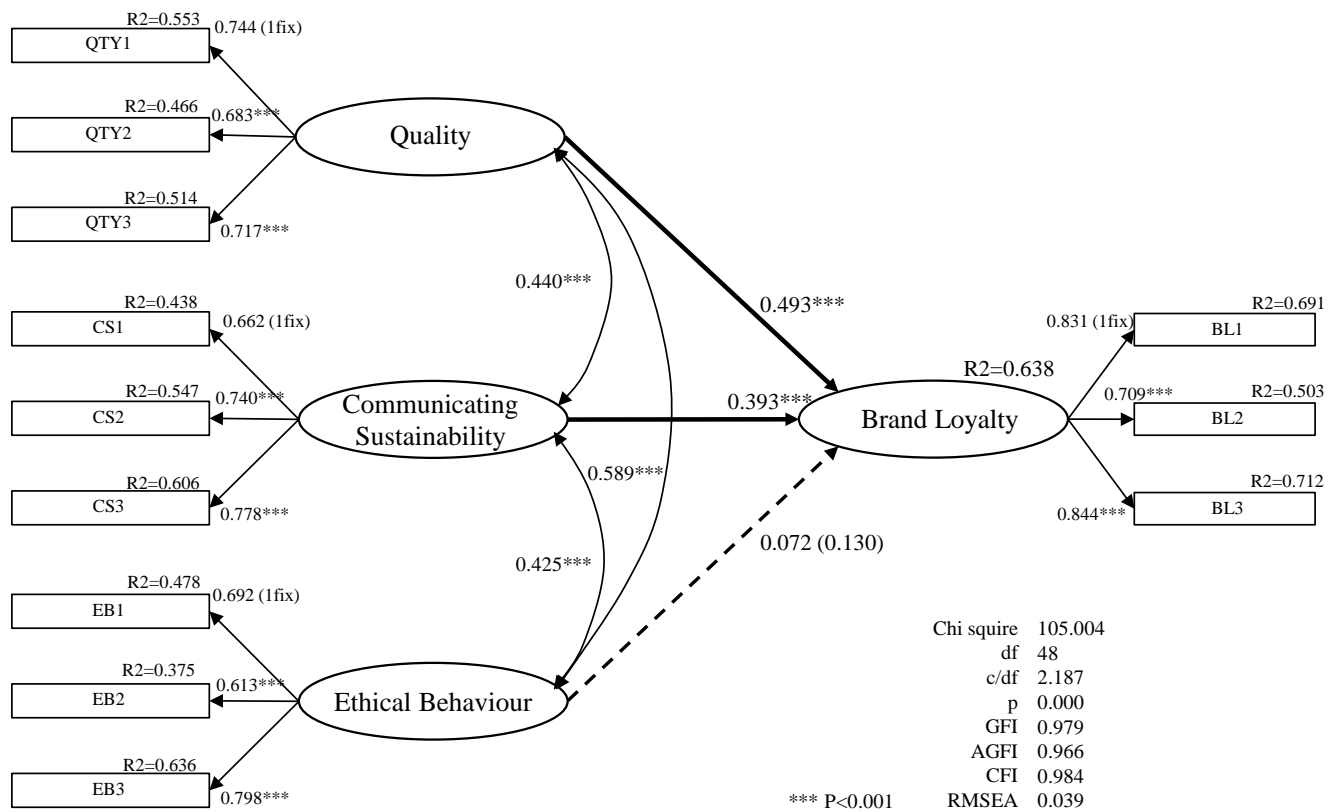 R2=0.553
0.744 (1fix)
QTY1
R2=0.466
0.683***
QTY2
Quality
R2=0.514
QTY3
0.717***
0.440***
0.493***
R2=0.438
CS1
0.662 (1fix)
R2=0.547
0.740***
CS2
Communicating
Sustainability
0.393***
R2=0.606
CS3
0.778***
0.589***
0.425***
0.072 (0.130)
R2=0.638
Brand Loyalty
R2=0.691
0.831 (1fix)
BL1
R2=0.503
0.709***
BL2
R2=0.712
BL3
0.844***
R2=0.478
0.692 (1fix)
EB1
R2=0.375
0.613***
EB2
Ethical Behaviour
R2=0.636
EB3
0.798***
Chi squire 105.004
df 48
c/df 2.187
p 0.000
GFI 0.979
AGFI 0.966
CFI 0.984
*** P<0.001 RMSEA 0.039